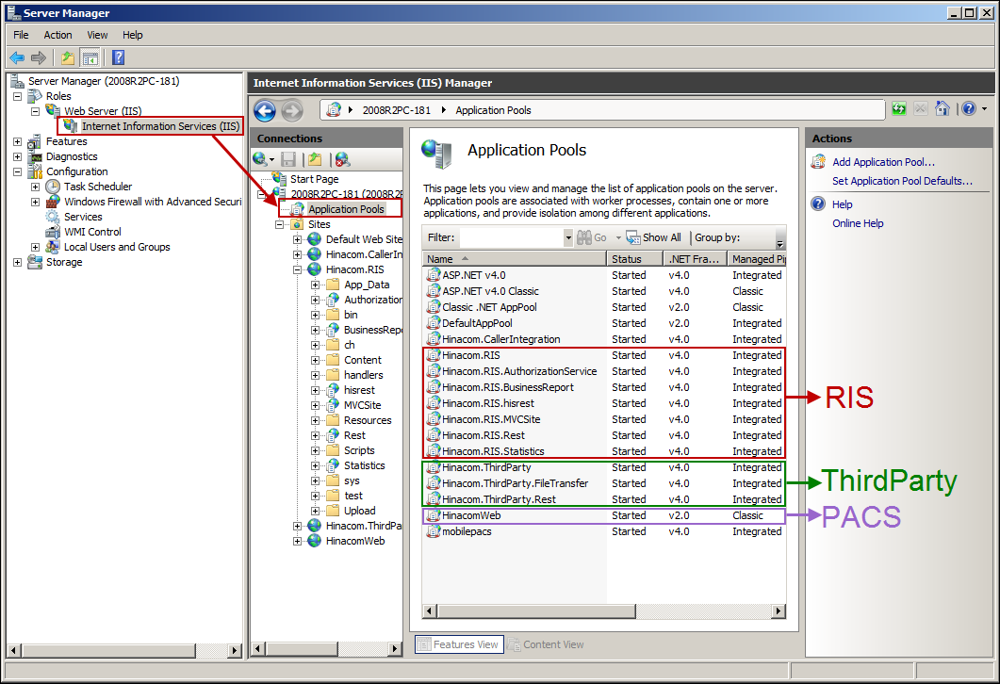 Server Manager
File Action View Help
Server Manager (2008R2PC-181)
Roles
Web Server (IIS)
Internet Information Services (IIS)
Features
Diagnostics
Configuration
Task Scheduler
Windows Firewall with Advanced Securi
Services
WMI Control
Local Users and Groups
Storage
Internet Information Services (IIS) Manager
2008R2PC-181 Application Pools
Connections
Start Page
2008R2PC-181 (2008R2P
Application Pools
Sites
Default Web Site
Hinacom.CallerIn
Hinacom.RIS
App_Data
Authorization
bin
BusinessRepo
ch
Content
handlers
hisrest
MVCSite
Resources
Rest
Scripts
Statistics
sys
test
Upload
Hinacom.ThirdPa
HinacomWeb
Application Pools
This page lets you view and manage the list of application pools on the server.
Application pools are associated with worker processes, contain one or more
applications, and provide isolation among different applications.
Filter: Go Show All Group by:
Name Status .NET Fra... Managed Pip
ASP.NET v4.0 Started v4.0 Integrated
ASP.NET v4.0 Classic Started v4.0 Classic
Classic .NET AppPool Started v2.0 Classic
DefaultAppPool Started v2.0 Integrated
Hinacom.CallerIntegration Started v4.0 Integrated
Hinacom.RIS Started v4.0 Integrated
Hinacom.RIS.AuthorizationService Started v4.0 Integrated
Hinacom.RIS.BusinessReport Started v4.0 Integrated
Hinacom.RIS.hisrest Started v4.0 Integrated
Hinacom.RIS.MVCSite Started v4.0 Integrated
Hinacom.RIS.Rest Started v4.0 Integrated
Hinacom.RIS.Statistics Started v4.0 Integrated
Hinacom.ThirdParty Started v4.0 Integrated
Hinacom.ThirdParty.FileTransfer Started v4.0 Integrated
Hinacom.ThirdParty.Rest Started v4.0 Integrated
HinacomWeb Started v2.0 Classic
mobilepacs Started v4.0 Integrated
Features View Content View
Actions
Add Application Pool...
Set Application Pool Defaults...
Help
Online Help
RIS
ThirdParty
PACS